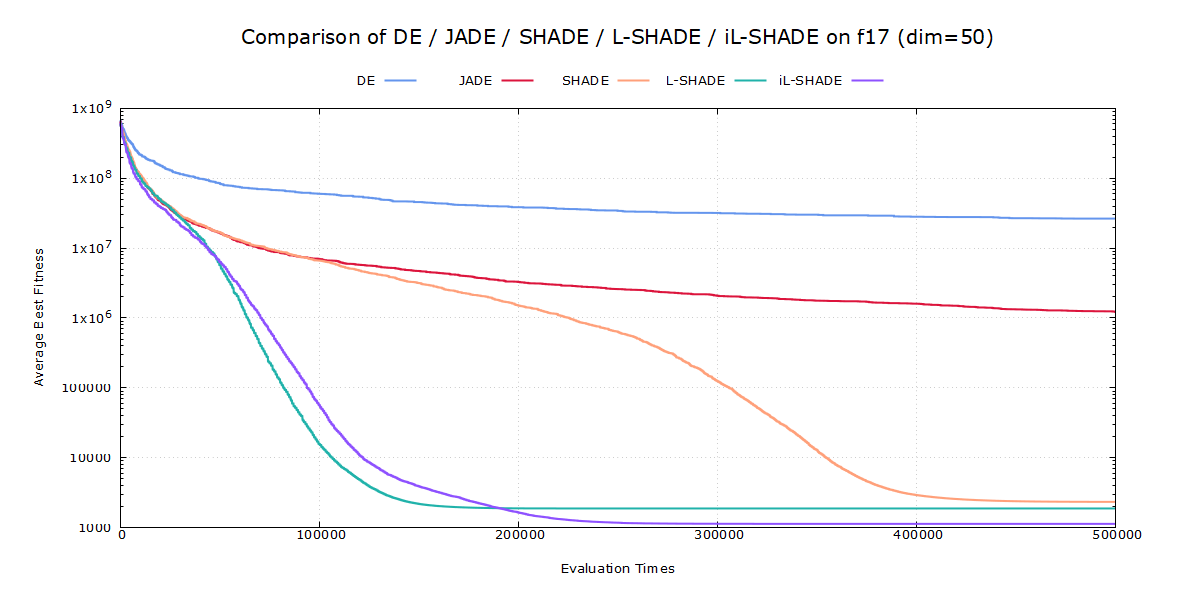 Comparison of DE / JADE / SHADE / L-SHADE / iL-SHADE on f17 (dim=50)
DE JADE SHADE L-SHADE iL-SHADE
1x10^9
1x10^8
1x10^7
1x10^6
100000
10000
1000
Average Best Fitness
0 100000 200000 300000 400000 500000
Evaluation Times